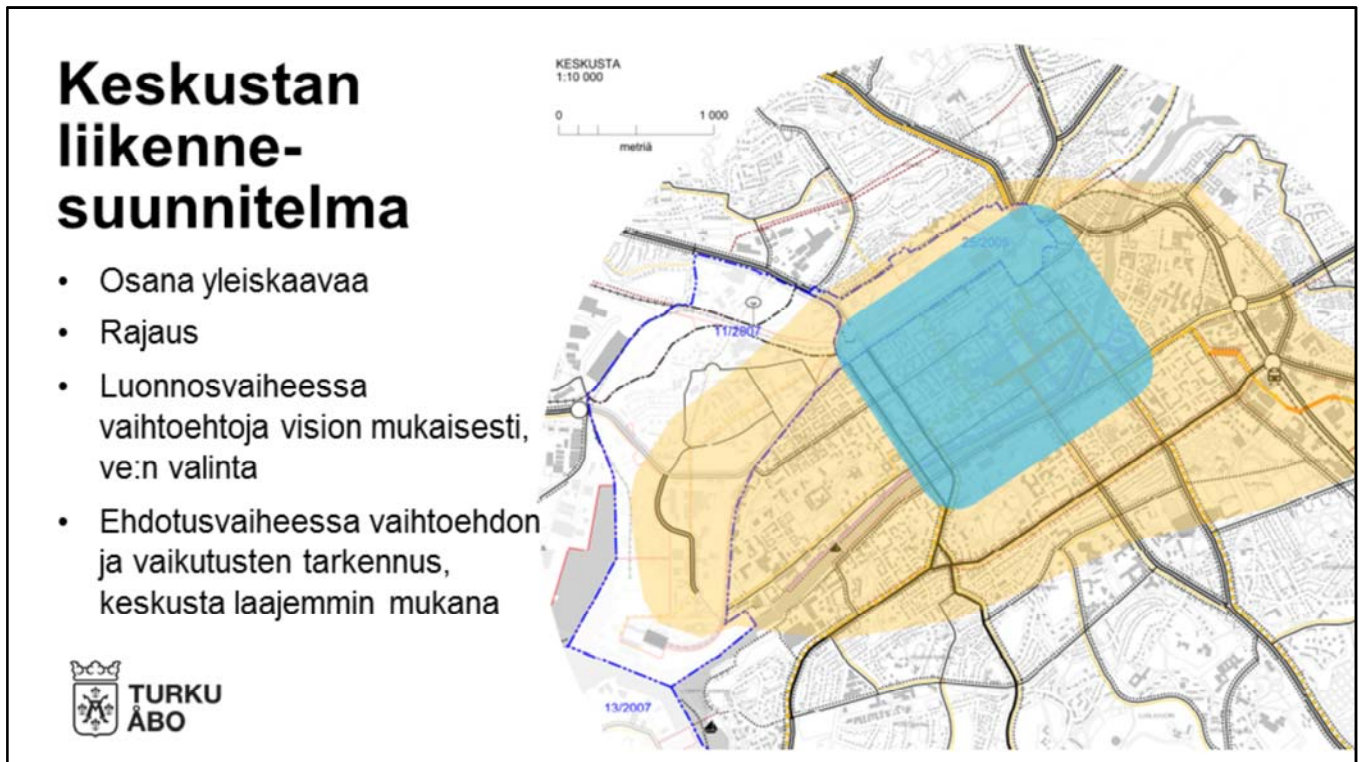 Keskustan
liikenne-
suunnitelma
• Osana yleiskaavaa
• Rajaus
• Luonnosvaiheessa
vaihtoehtoja vision mukaisesti,
ve:n valinta
• Ehdotusvaiheessa vaihtoehdon
ja vaikutusten tarkennus,
keskusta laajemmin mukana
TURKU
ÅBO
KESKUSTA
1:10 000
0 1 000
metriä
11/2007
13/2007